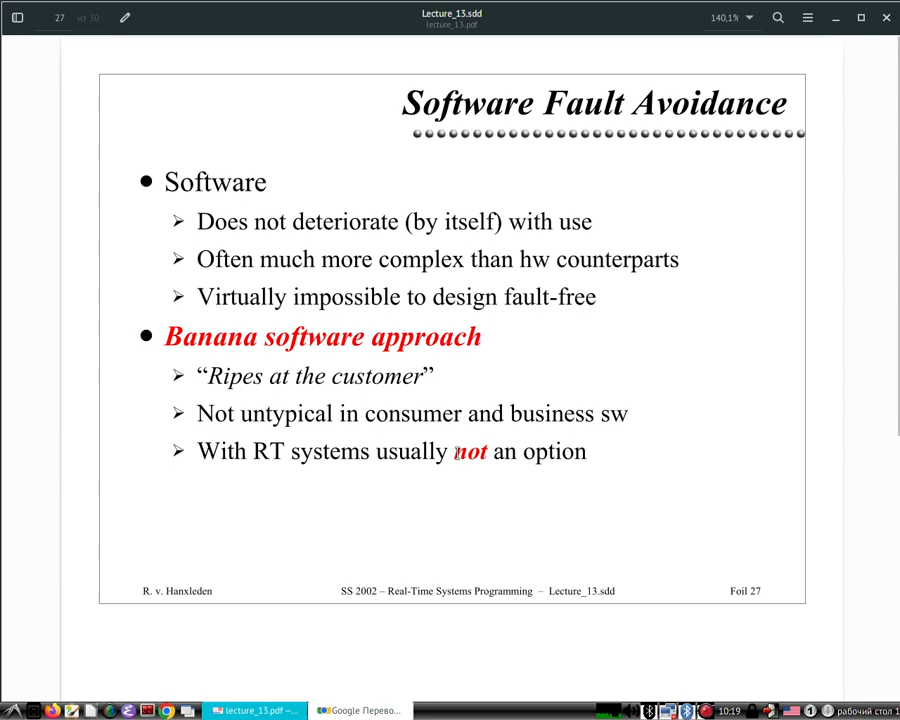 Lecture_13.sdd
lecture_13.pdf
27 из 30
140,1%
Software Fault Avoidance
Software
Does not deteriorate (by itself) with use
Often much more complex than hw counterparts
Virtually impossible to design fault-free
Banana software approach
“Ripes at the customer”
Not untypical in consumer and business sw
With RT systems usually not an option
R. v. Hanxleden
SS 2002 – Real-Time Systems Programming – Lecture_13.sdd
Foil 27
lecture_13.pdf –...
Google Перево...
10:19
1
рабочий стол 1